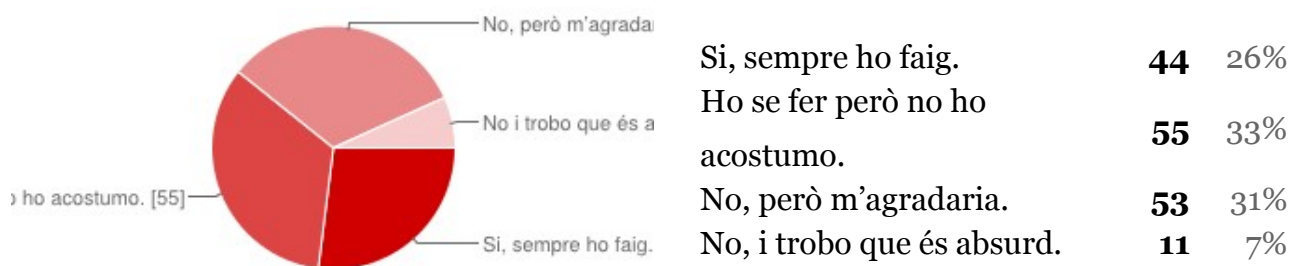 No, però m'agrada
No i trobo que és a
o ho acostumo. [55]
Si, sempre ho faig.
Si, sempre ho faig. 44 26%
Ho se fer però no ho
acostumo. 55 33%
No, però m'agradaria. 53 31%
No, i trobo que és absurd. 11 7%